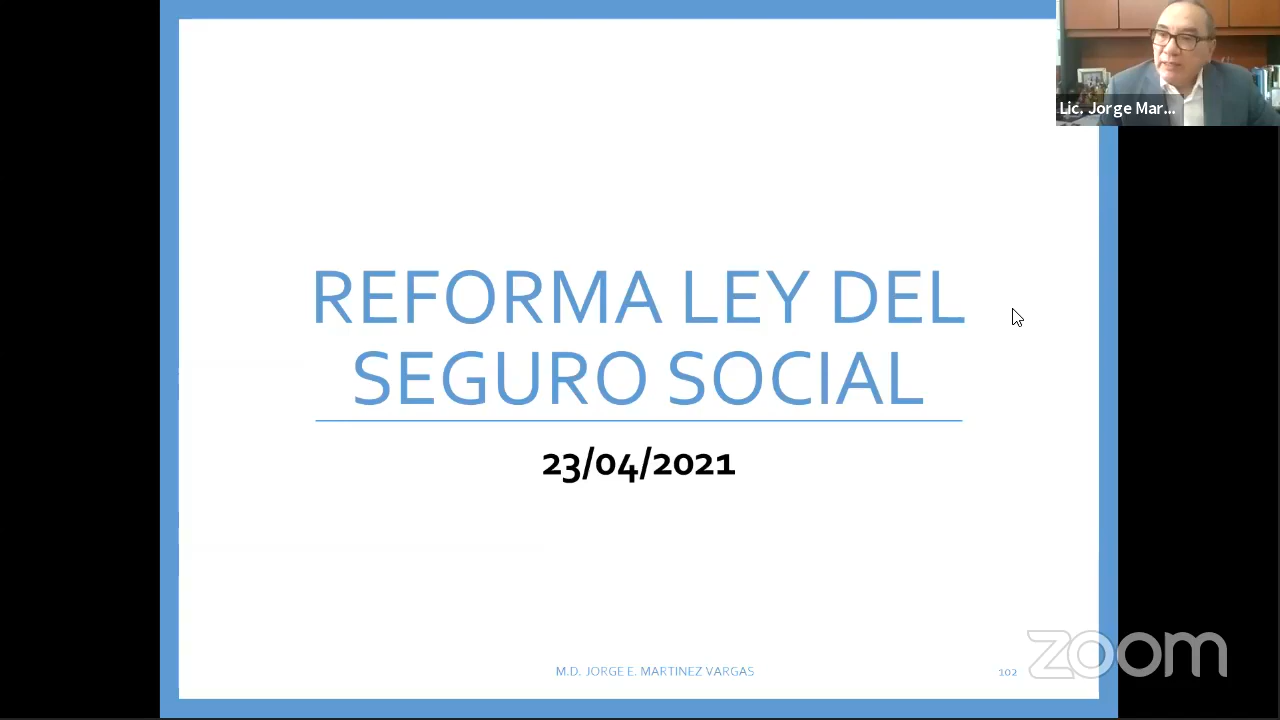 Lic. Jorge Mar...
REFORMA LEY DEL
SEGURO SOCIAL
23/04/2021
M.D. JORGE E. MARTINEZ VARGAS
102
zoom